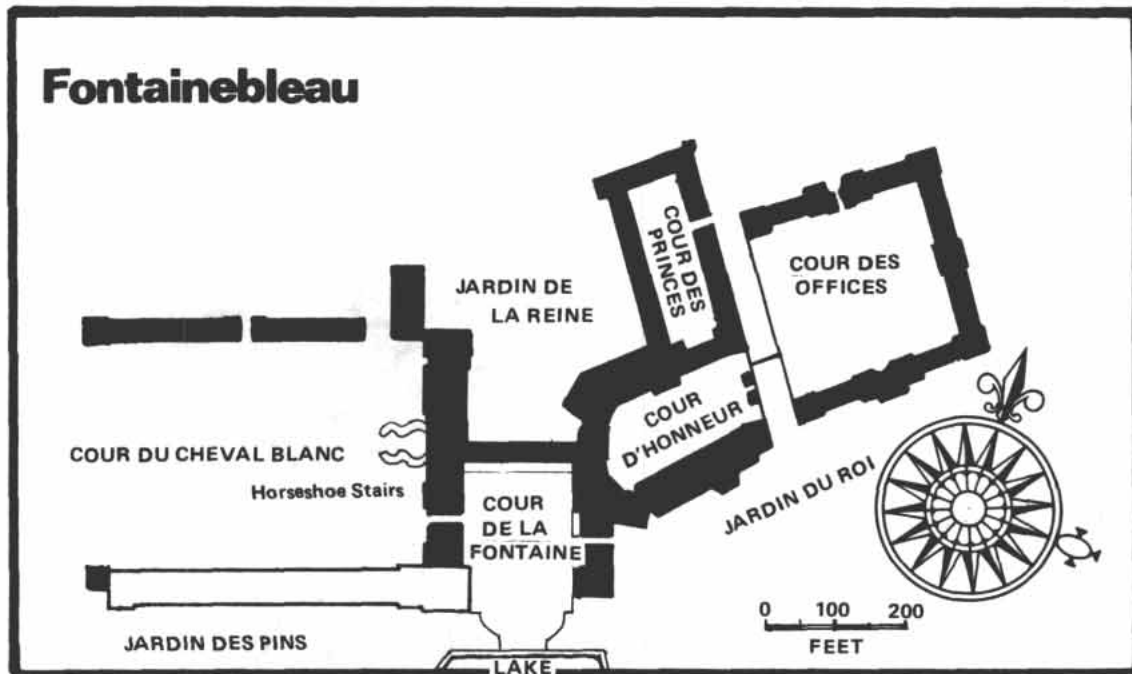 Fontainebleau
COUR DES
PRINCES
COUR DES
OFFICES
JARDIN DE
LA REINE
COUR
D'HONNEUR
COUR DU CHEVAL BLANC
Horseshoe Stairs
JARDIN DU ROI
COUR
DE LA
FONTAINE
JARDIN DES PINS
0 100 200
FEET
LAKE